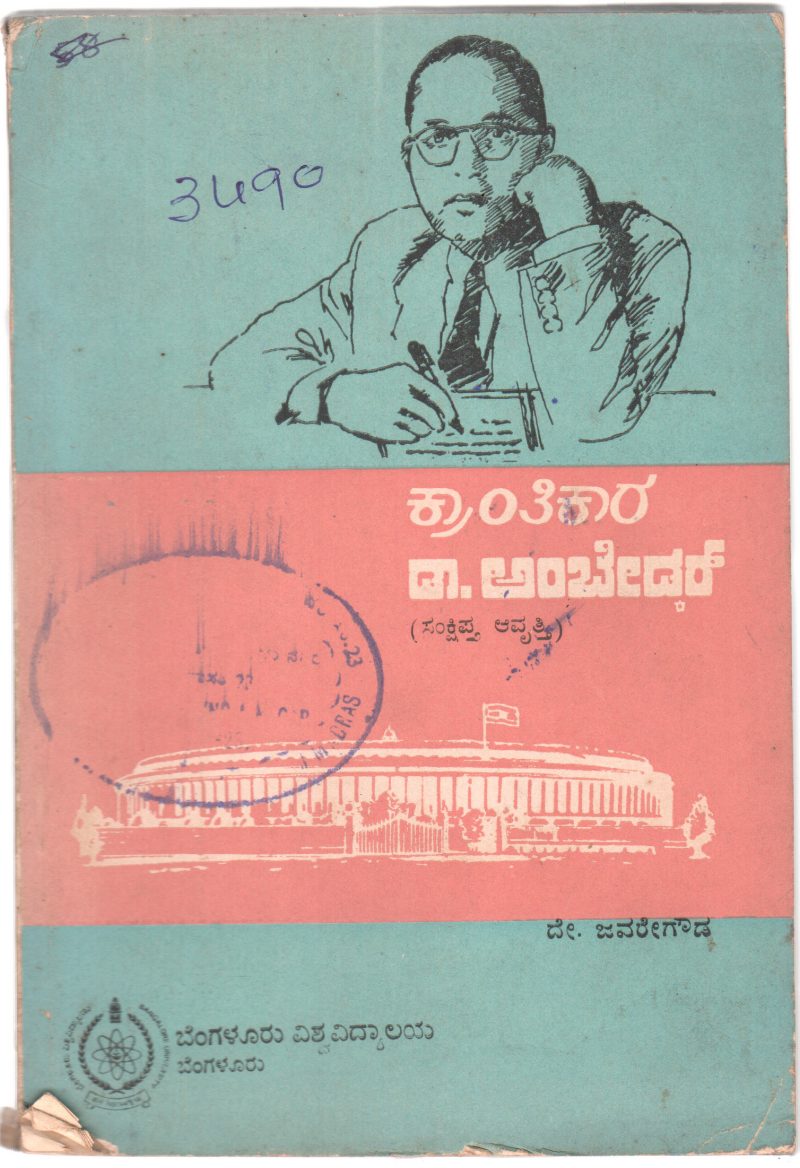 3490
ಕ್ರಾಂತಿಕಾರ
ಡಾ. ಅಂಬೇಡ್ಕರ್
(ಸಂಕ್ಷಿಪ್ತ ಆವೃತ್ತಿ)
ದೇ. ಜವರೇಗೌಡ
ಬೆಂಗಳೂರು ವಿಶ್ವವಿದ್ಯಾಲಯ
ಬೆಂಗಳೂರು